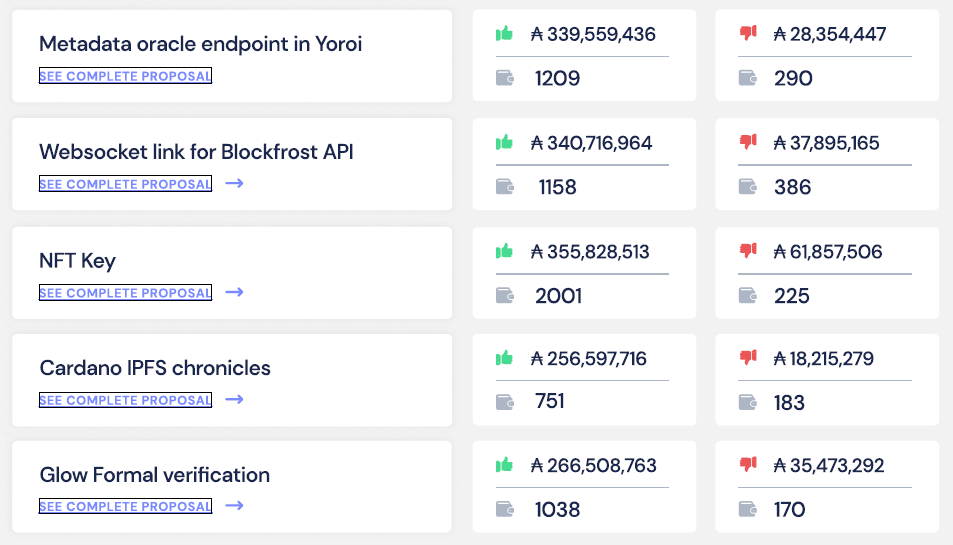 Metadata oracle endpoint in Yoroi
SEE COMPLETE PROPOSAL
₳ 339,559,436
1209
₳ 28,354,447
290
Websocket link for Blockfrost API
SEE COMPLETE PROPOSAL →
₳ 340,716,964
1158
₳ 37,895,165
386
NFT Key
SEE COMPLETE PROPOSAL →
₳ 355,828,513
2001
₳ 61,857,506
225
Cardano IPFS chronicles
SEE COMPLETE PROPOSAL →
₳ 256,597,716
751
₳ 18,215,279
183
Glow Formal verification
SEE COMPLETE PROPOSAL →
₳ 266,508,763
1038
₳ 35,473,292
170